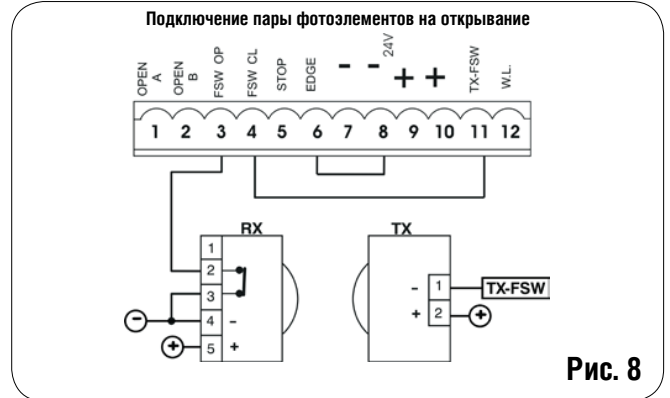 Подключение пары фотоэлементов на открывание
OPEN A
OPEN B
FSW OP
FSW CL
STOP
EDGE
- - 24V
+ +
TX-FSW
W.L.
1 2 3 4 5 6 7 8 9 10 11 12
RX
1
2
3
- 4 -
+ 5 +
TX
- 1 TX-FSW
+ 2 +
Рис. 8